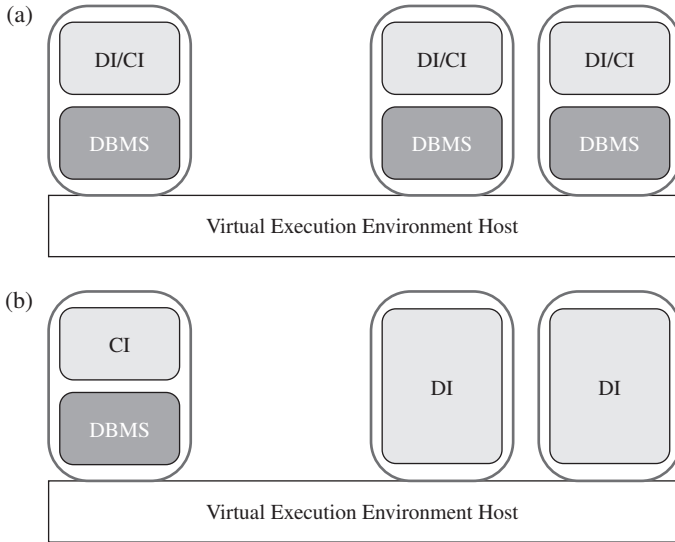 (a)
DI/CI
DI/CI
DI/CI
DBMS
DBMS
DBMS
Virtual Execution Environment Host
(b)
CI
DBMS
DI
DI
Virtual Execution Environment Host